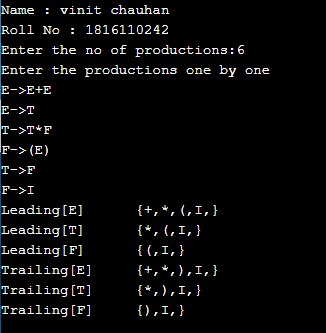 Name : vinit chauhan
Roll No : 1816110242
Enter the no of productions:6
Enter the productions one by one
E->E+E
E->T
T->T*F
F->(E)
T->F
F->I
Leading[E]      {+,*,(,I,}
Leading[T]      {*,(,I,}
Leading[F]      {(,I,}
Trailing[E]     {+,*,),I,}
Trailing[T]     {*,),I,}
Trailing[F]     {),I,}